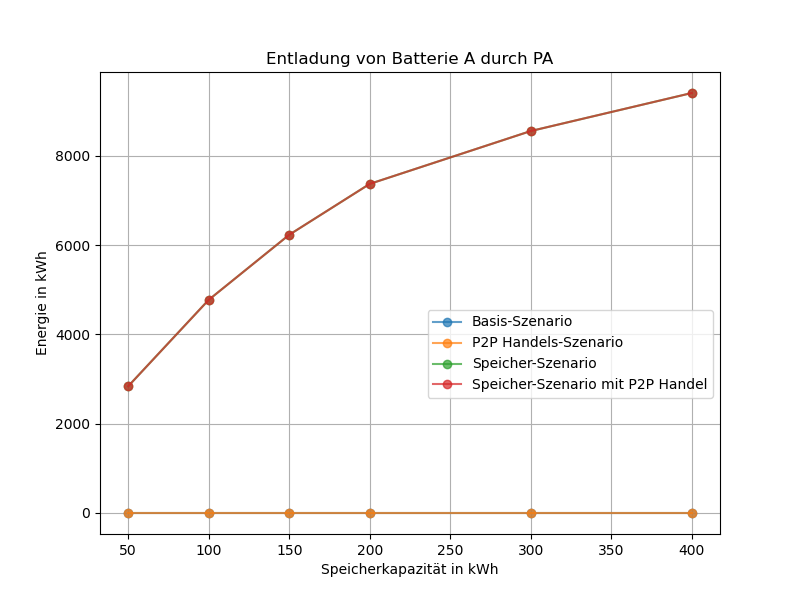 Entladung von Batterie A durch PA
Energie in kWh
8000
6000
4000
2000
0
Basis-Szenario
P2P Handels-Szenario
Speicher-Szenario
Speicher-Szenario mit P2P Handel
50 100 150 200 250 300 350 400
Speicherkapazität in kWh